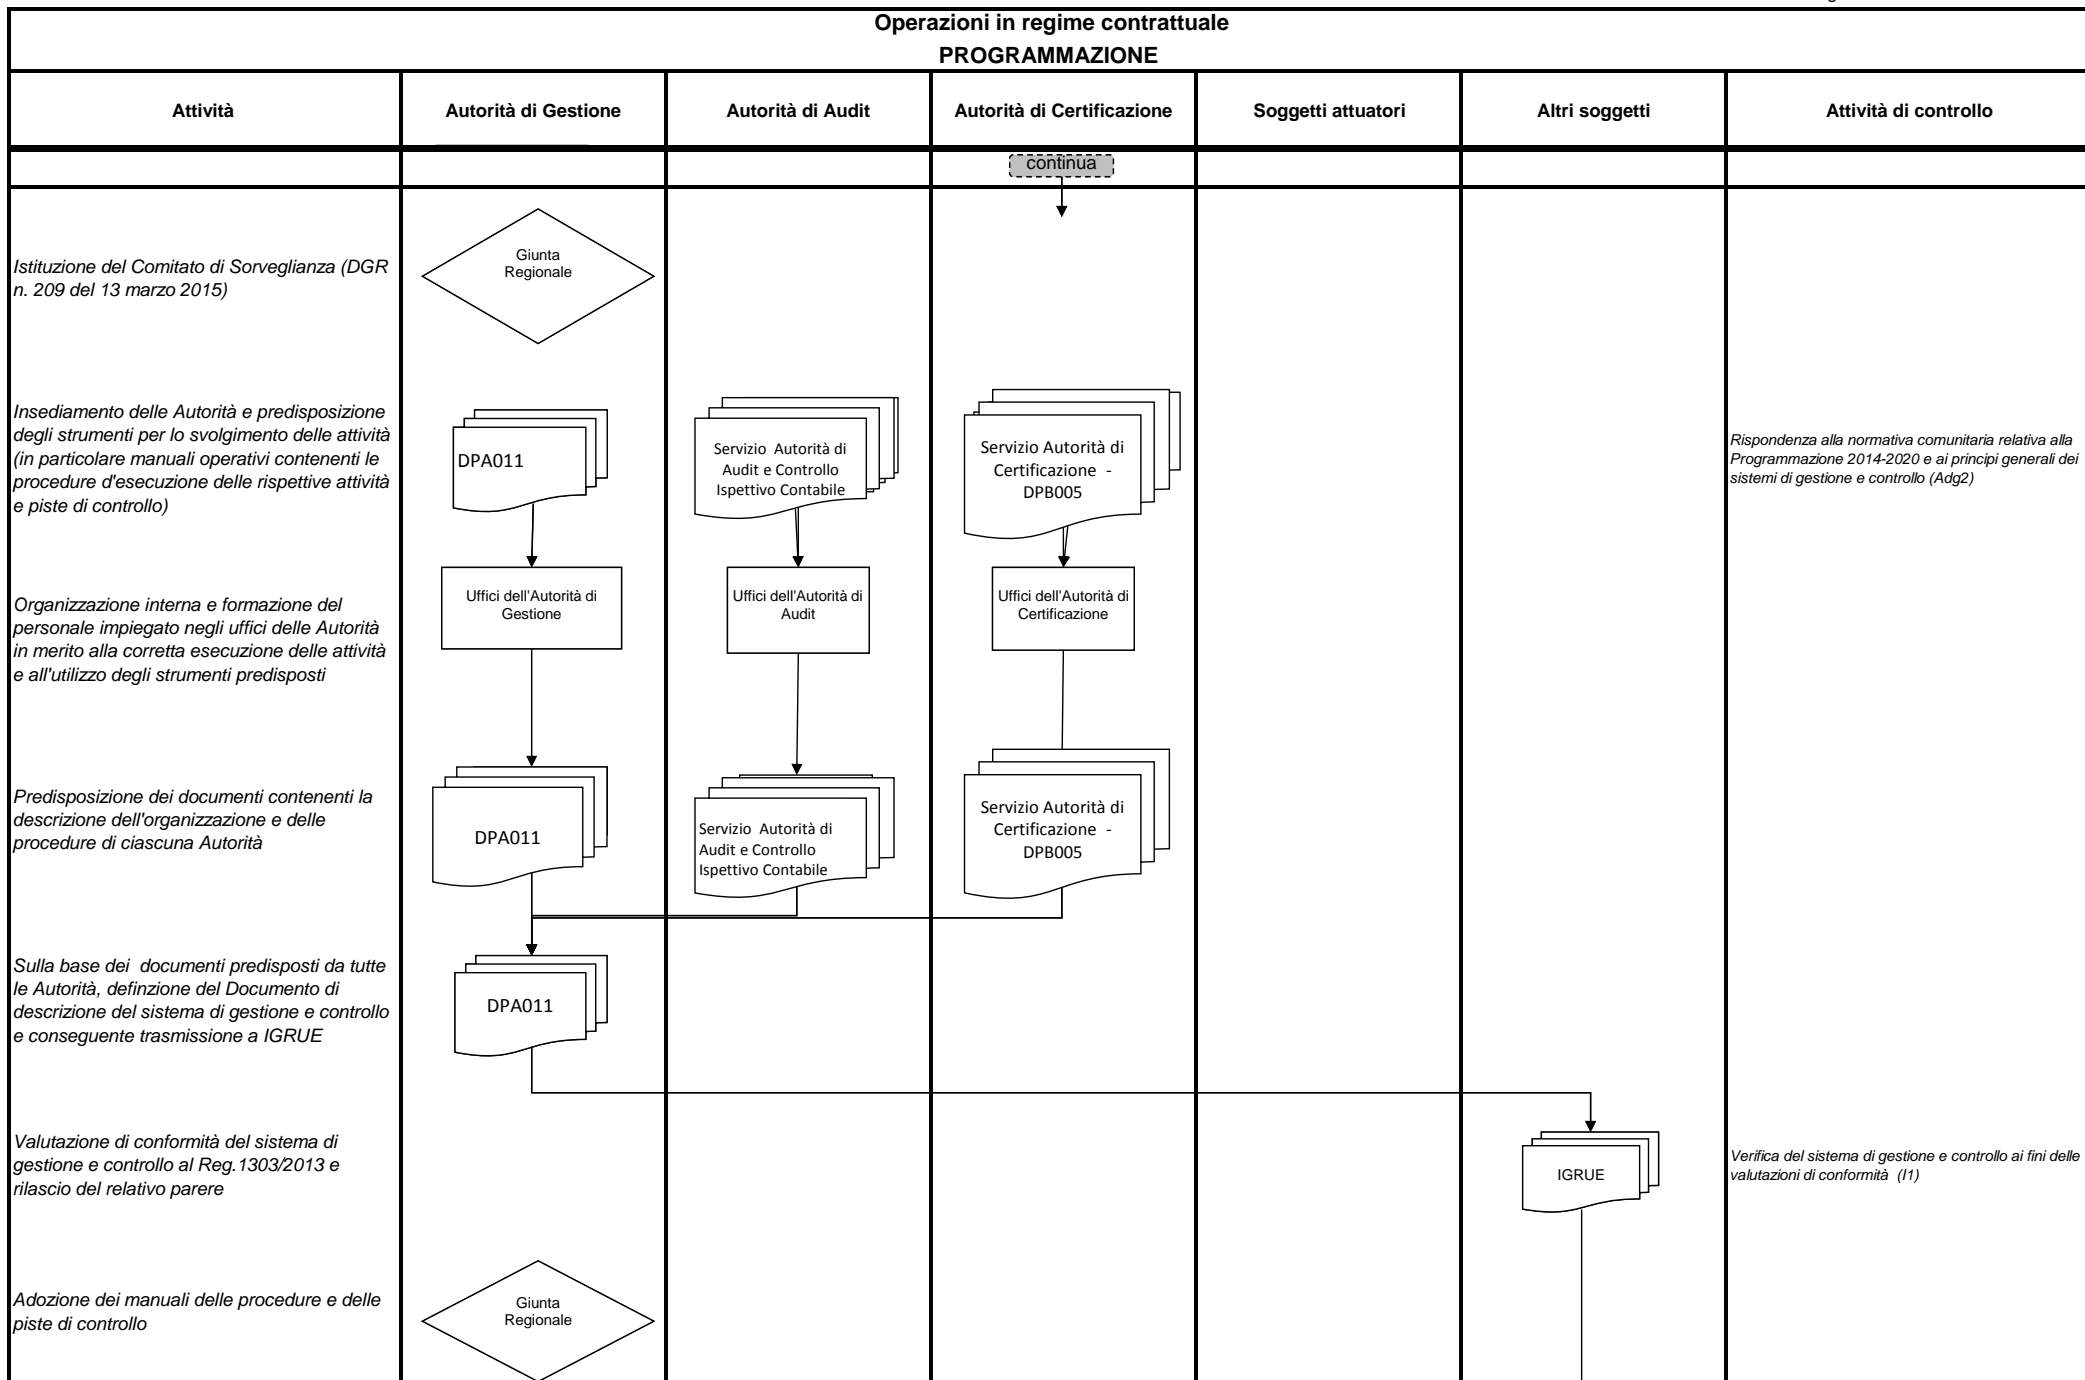 Operazioni in regime contrattuale
PROGRAMMAZIONE
Attività
Autorità di Gestione
Autorità di Audit
Autorità di Certificazione
Soggetti attuatori
Altri soggetti
Attività di controllo
continua
Istituzione del Comitato di Sorveglianza (DGR
n. 209 del 13 marzo 2015)
Giunta
Regionale
Insediamento delle Autorità e predisposizione
degli strumenti per lo svolgimento delle attività
(in particolare manuali operativi contenenti le
procedure d'esecuzione delle rispettive attività
e piste di controllo)
DPA011
Servizio Autorità di
Audit e Controllo
Ispettivo Contabile
Servizio Autorità di
Certificazione -
DPB005
Rispondenza alla normativa comunitaria relativa alla
Programmazione 2014-2020 e ai principi generali dei
sistemi di gestione e controllo (Adg2)
Organizzazione interna e formazione del
personale impiegato negli uffici delle Autorità
in merito alla corretta esecuzione delle attività
e all'utilizzo degli strumenti predisposti
Uffici dell'Autorità di
Gestione
Uffici dell'Autorità di
Audit
Uffici dell'Autorità di
Certificazione
Predisposizione dei documenti contenenti la
descrizione dell'organizzazione e delle
procedure di ciascuna Autorità
DPA011
Servizio Autorità di
Audit e Controllo
Ispettivo Contabile
Servizio Autorità di
Certificazione -
DPB005
Sulla base dei documenti predisposti da tutte
le Autorità, definzione del Documento di
descrizione del sistema di gestione e controllo
e conseguente trasmissione a IGRUE
DPA011
Valutazione di conformità del sistema di
gestione e controllo al Reg.1303/2013 e
rilascio del relativo parere
IGRUE
Verifica del sistema di gestione e controllo ai fini delle
valutazioni di conformità (I1)
Adozione dei manuali delle procedure e delle
piste di controllo
Giunta
Regionale